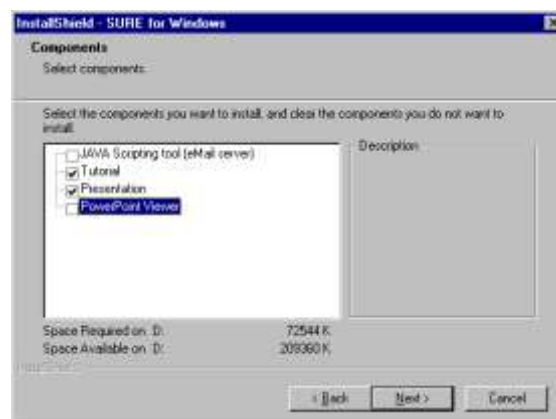 InstallShield - SURE for Windows
Components
Select components.
Select the components you want to install, and clear the components you do not want to
install.
Description
JAVA Scripting tool (eMail server)
Tutorial
Presentation
PowerPoint Viewer
Space Required on D: 72544 K
Space Available on D: 209360 K
InstallShield
< Back Next > Cancel